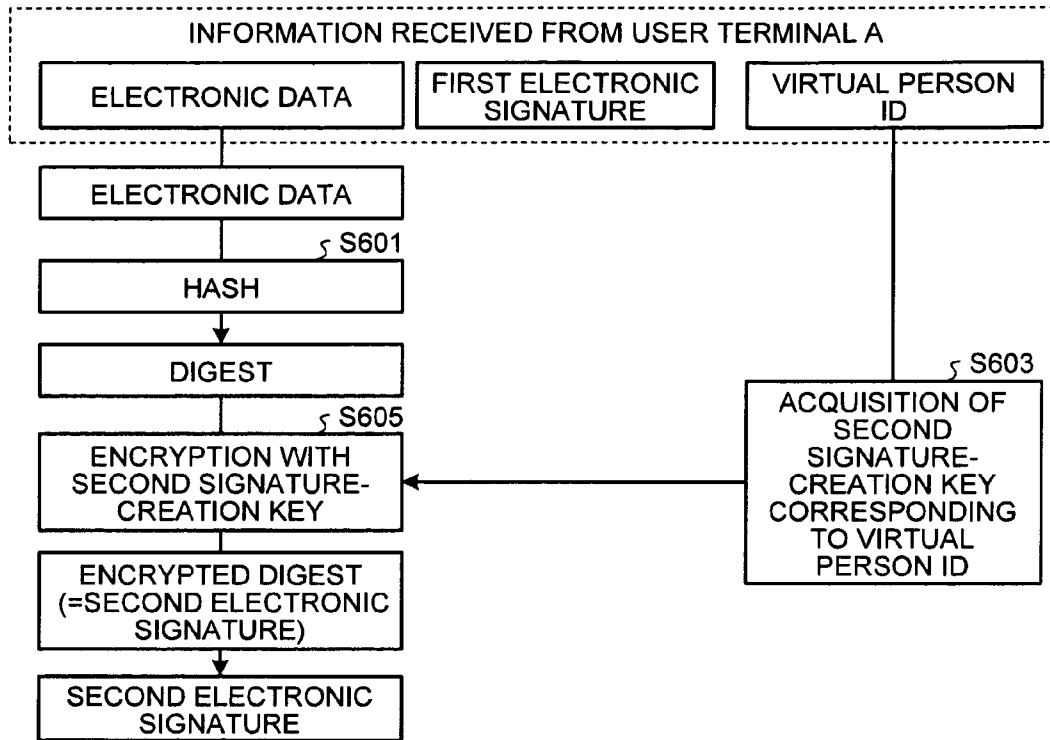 INFORMATION RECEIVED FROM USER TERMINAL A
ELECTRONIC DATA
FIRST ELECTRONIC
SIGNATURE
VIRTUAL PERSON
ID
ELECTRONIC DATA
S601
HASH
DIGEST
S603
ACQUISITION OF
SECOND
SIGNATURE-
CREATION KEY
CORRESPONDING
TO VIRTUAL
PERSON ID
S605
ENCRYPTION WITH
SECOND SIGNATURE-
CREATION KEY
ENCRYPTED DIGEST
(=SECOND ELECTRONIC
SIGNATURE)
SECOND ELECTRONIC
SIGNATURE